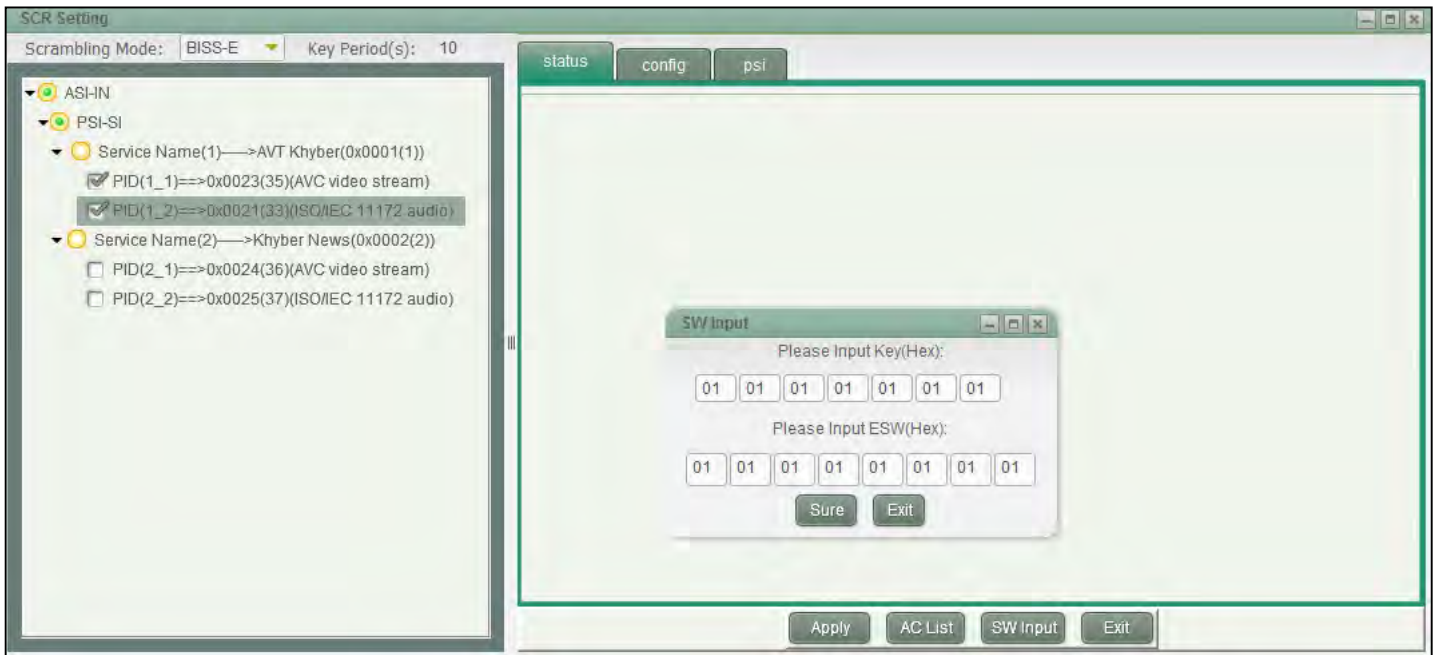 SCR Setting
Scrambling Mode: BISS-E Key Period(s): 10
ASI-IN
PSI-SI
Service Name(1)---->AVT Khyber(0x0001(1))
PID(1_1)==>0x0023(35)(AVC video stream)
PID(1_2)==>0x0021(33)(ISO/IEC 11172 audio)
Service Name(2)---->Khyber News(0x0002(2))
PID(2_1)==>0x0024(36)(AVC video stream)
PID(2_2)==>0x0025(37)(ISO/IEC 11172 audio)
status config psi
SW Input
Please Input Key(Hex):
01 01 01 01 01 01 01
Please Input ESW(Hex):
01 01 01 01 01 01 01 01
Sure Exit
Apply AC List SW Input Exit